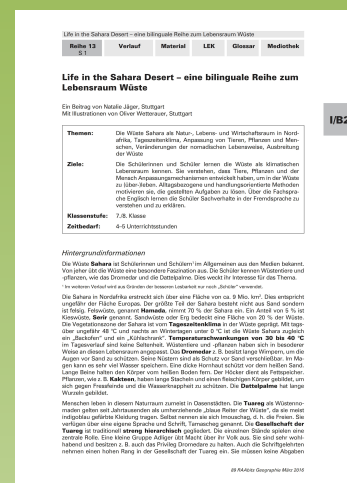 Life in the Sahara Desert – eine bilinguale Reihe zum Lebensraum Wüste
Reihe 13 Verlauf Material LEK Glossar Mediothek
S 1
Life in the Sahara Desert – eine bilinguale Reihe zum
Lebensraum Wüste
I/B2
Ein Beitrag von Natalie Jäger, Stuttgart
Mit Illustrationen von Oliver Wetterauer, Stuttgart
Themen: Die Wüste Sahara als Natur-, Lebens- und Wirtschaftsraum in Nord-
afrika, Tageszeitenklima, Anpassung von Tieren, Pflanzen und Men-
schen, Veränderungen der nomadischen Lebensweise, Ausbreitung
der Wüste
Ziele: Die Schülerinnen und Schüler lernen die Wüste als klimatischen
Lebensraum kennen. Sie verstehen, dass Tiere, Pflanzen und der
Mensch Anpassungsmechanismen entwickelt haben, um in der Wüste
zu (über-)leben. Alltagsbezogene und handlungsorientierte Methoden
motivieren sie, die gestellten Aufgaben zu lösen. Über die Fachspra-
che Englisch lernen die Schüler Sachverhalte in der Fremdsprache zu
verstehen und zu erklären.
Klassenstufe: 7./8. Klasse
Zeitbedarf: 4–5 Unterrichtsstunden
Hintergrundinformationen
Die Wüste Sahara ist Schülerinnen und Schülern¹ im Allgemeinen aus den Medien bekannt.
Von jeher übt die Wüste eine besondere Faszination aus. Die Schüler kennen Wüstentiere und
-pflanzen, wie das Dromedar und die Dattelpalme. Dies weckt ihr Interesse für das Thema.
¹ Im weiteren Verlauf wird aus Gründen der besseren Lesbarkeit nur noch „Schüler" verwendet.
Die Sahara in Nordafrika erstreckt sich über eine Fläche von ca. 9 Mio. km². Dies entspricht
ungefähr der Fläche Europas. Der größte Teil der Sahara besteht nicht aus Sand sondern
ist felsig. Felswüste, genannt Hamada, nimmt 70 % der Sahara ein. Ein Anteil von 5 % ist
Kieswüste, Serir genannt. Sandwüste oder Erg bedeckt eine Fläche von 20 % der Wüste.
Die Vegetationszone der Sahara ist vom Tageszeitenklima in der Wüste geprägt. Mit tags-
über ungefähr 48 °C und nachts an Wintertagen unter 0 °C ist die Wüste Sahara zugleich
ein „Backofen" und ein „Kühlschrank". Temperaturschwankungen von 30 bis 40 °C
im Tagesverlauf sind keine Seltenheit. Wüstentiere und -pflanzen haben sich in besonderer
Weise an diesen Lebensraum angepasst. Das Dromedar z. B. besitzt lange Wimpern, um die
Augen vor Sand zu schützen. Seine Nüstern sind als Schutz vor Sand verschließbar. Im Ma-
gen kann es sehr viel Wasser speichern. Eine dicke Hornhaut schützt vor dem heißen Sand.
Lange Beine halten den Körper vom heißen Boden fern. Der Höcker dient als Fettspeicher.
Pflanzen, wie z. B. Kakteen, haben lange Stacheln und einen fleischigen Körper gebildet, um
sich gegen Fressfeinde und die Wasserknappheit zu schützen. Die Dattelpalme hat lange
Wurzeln gebildet.
Menschen leben in diesem Naturraum zumeist in Oasenstädten. Die Tuareg als Wüstenno-
maden gelten seit Jahrtausenden als umherziehende „blaue Reiter der Wüste", da sie meist
indigoblau gefärbte Kleidung tragen. Selbst nennen sie sich Imouschag, d. h. die Freien. Sie
verfügen über eine eigene Sprache und Schrift, Tamascheq genannt. Die Gesellschaft der
Tuareg ist traditionell streng hierarchisch gegliedert. Die einzelnen Stände spielen eine
zentrale Rolle. Eine kleine Gruppe Adliger übt Macht über ihr Volk aus. Sie sind sehr wohl-
habend und besitzen z. B. auch das Privileg Dromedare zu halten. Auch die Schriftgelehrten
nehmen einen hohen Rang in der Gesellschaft der Tuareg ein. Sie müssen keine Abgaben
89 RAAbits Geographie März 2016